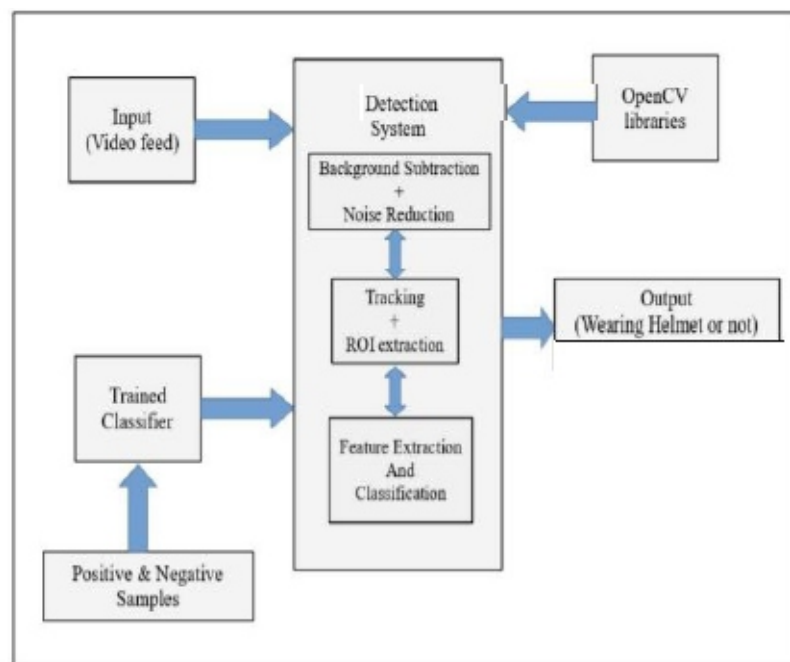 Input
(Video feed)
Detection
System
OpenCV
libraries
Background Subtraction
+
Noise Reduction
Tracking
+
ROI extraction
Output
(Wearing Helmet or not)
Trained
Classifier
Feature Extraction
And
Classification
Positive & Negative
Samples